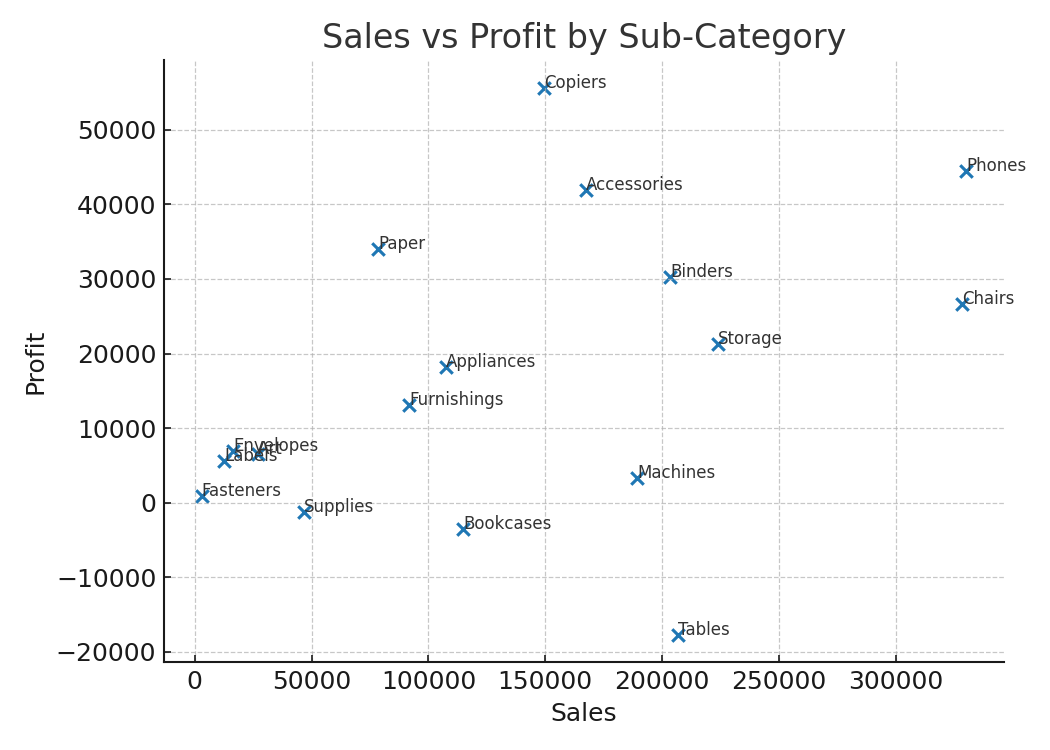 Sales vs Profit by Sub-Category
Copiers
50000
Phones
Accessories
40000
Paper
30000
Binders
Chairs
Storage
20000
Appliances
Furnishings
10000
Envelopes
Art
Labels
Machines
Fasteners
0
Supplies
Bookcases
−10000
Tables
−20000
Profit
0 50000 100000 150000 200000 250000 300000
Sales